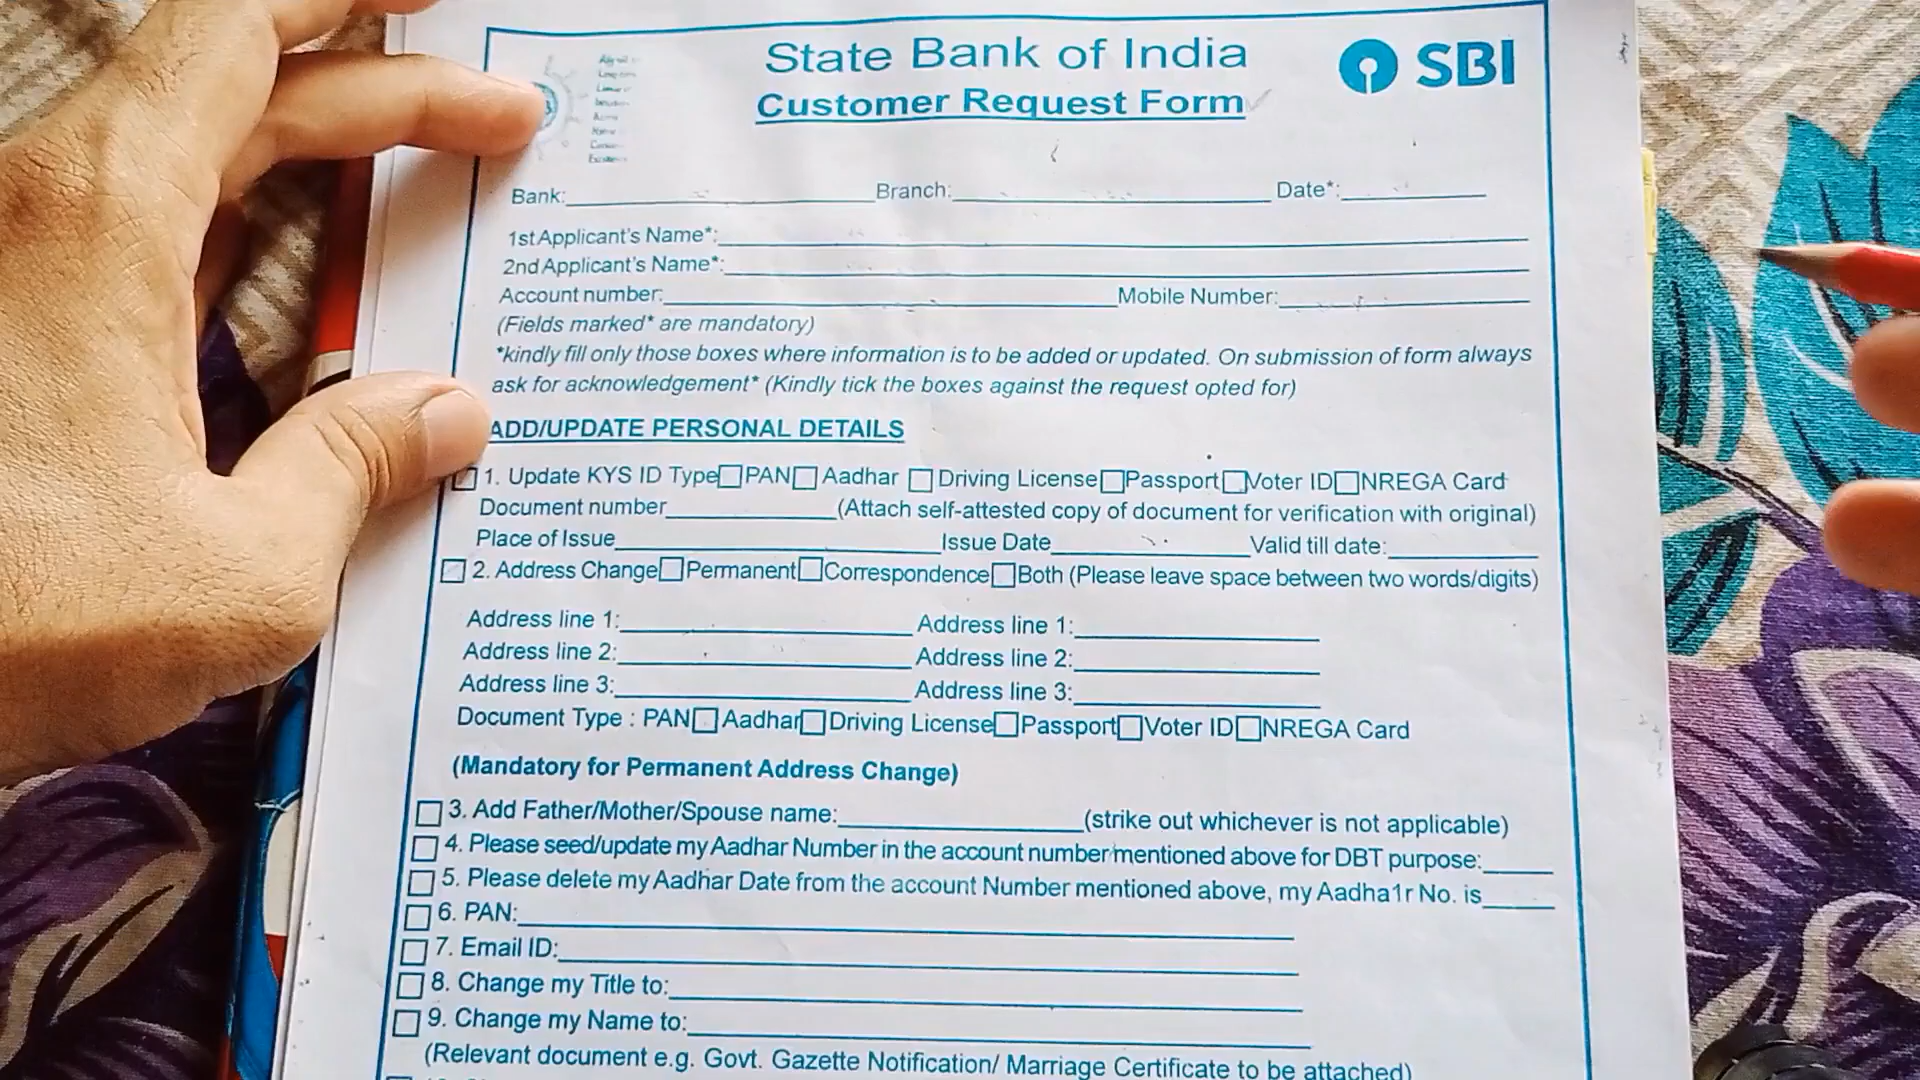 State Bank of India
SBI
Customer Request Form
Bank: Branch: Date*:
1st Applicant's Name*:
2nd Applicant's Name*:
Account number: Mobile Number:
(Fields marked* are mandatory)
*kindly fill only those boxes where information is to be added or updated. On submission of form always
ask for acknowledgement* (Kindly tick the boxes against the request opted for)
ADD/UPDATE PERSONAL DETAILS
1. Update KYS ID Type PAN Aadhar Driving License Passport Voter ID NREGA Card
Document number (Attach self-attested copy of document for verification with original)
Place of Issue Issue Date Valid till date:
2. Address Change Permanent Correspondence Both (Please leave space between two words/digits)
Address line 1: Address line 1:
Address line 2: Address line 2:
Address line 3: Address line 3:
Document Type : PAN Aadhar Driving License Passport Voter ID NREGA Card
(Mandatory for Permanent Address Change)
3. Add Father/Mother/Spouse name: (strike out whichever is not applicable)
4. Please seed/update my Aadhar Number in the account number mentioned above for DBT purpose:
5. Please delete my Aadhar Date from the account Number mentioned above, my Aadha1r No. is
6. PAN:
7. Email ID:
8. Change my Title to:
9. Change my Name to:
(Relevant document e.g. Govt. Gazette Notification/ Marriage Certificate to be attached)